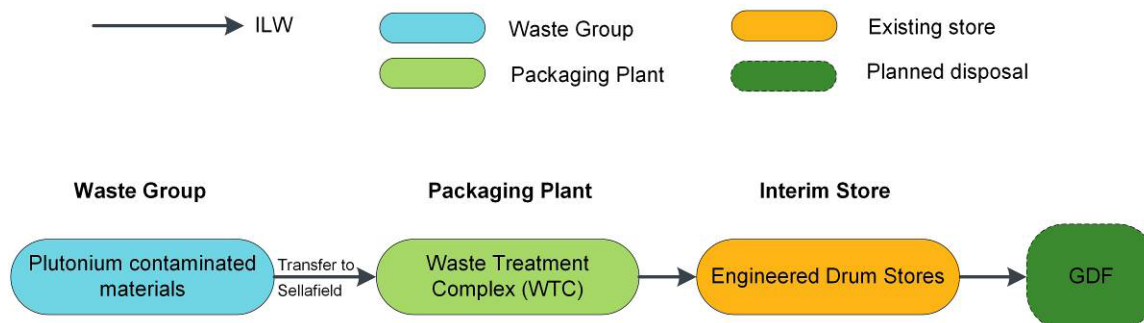 ILW
Waste Group
Existing store
Packaging Plant
Planned disposal
Waste Group
Packaging Plant
Interim Store
Plutonium contaminated
materials
Transfer to
Sellafield
Waste Treatment
Complex (WTC)
Engineered Drum Stores
GDF